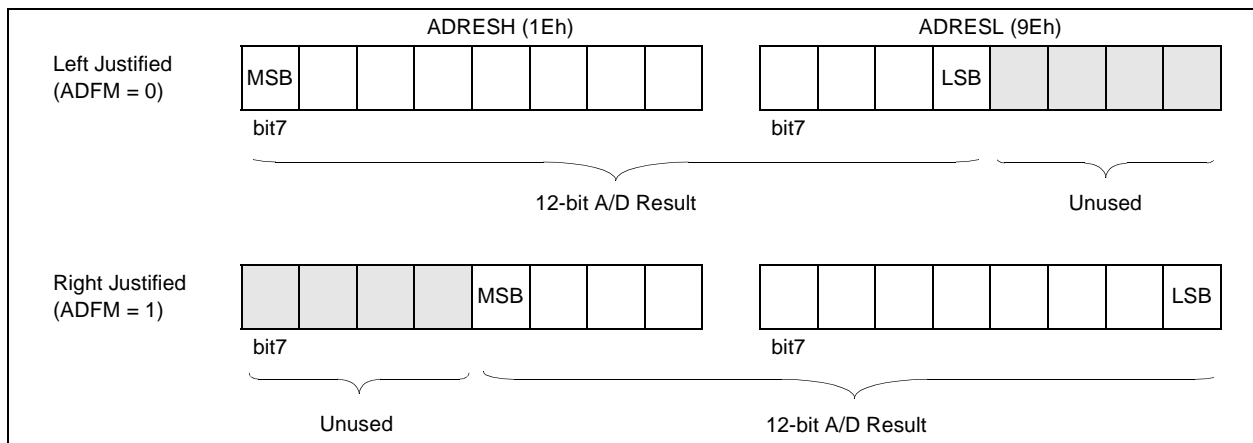 ADRESH (1Eh) ADRESL (9Eh)
Left Justified
(ADFM = 0)
MSB LSB
bit7 bit7
12-bit A/D Result Unused
Right Justified
(ADFM = 1)
MSB LSB
bit7 bit7
Unused 12-bit A/D Result